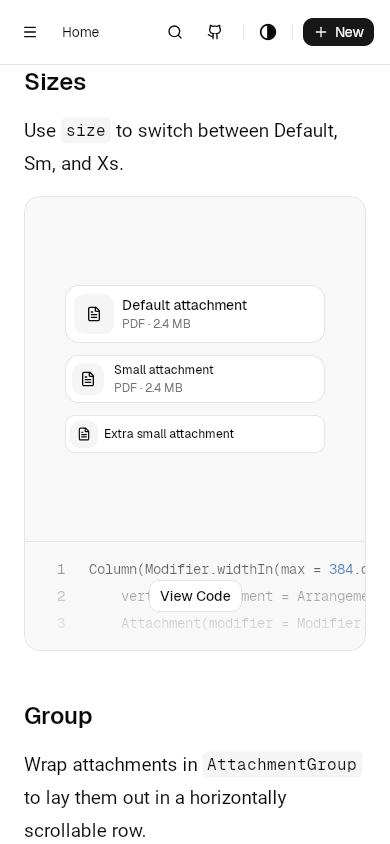 Home
New
Sizes
Use size to switch between Default,
Sm, and Xs.
Default attachment
PDF · 2.4 MB
Small attachment
PDF · 2.4 MB
Extra small attachment
1 Column(Modifier.widthIn(max = 384.
2 = Arrangeme
View Code
3 Attachment(modifier = Modifier
Group
Wrap attachments in AttachmentGroup
to lay them out in a horizontally
scrollable row.